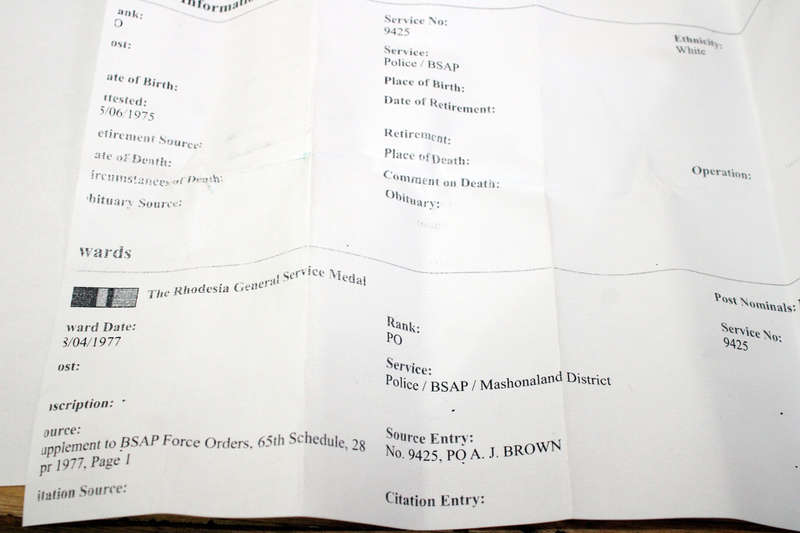 Informati
ank:
O
Service No:
9425
Ethnicity:
White
ost:
Service:
Police / BSAP
ate of Birth:
Place of Birth:
ttested:
5/06/1975
Date of Retirement:
etirement Source:
Retirement:
ate of Death:
Place of Death:
ircumstances of Death:
Comment on Death:
Operation:
bituary Source:
Obituary:
wards
The Rhodesia General Service Medal
Post Nominals:
ward Date:
8/04/1977
Rank:
PO
Service No:
9425
ost:
Service:
Police / BSAP / Mashonaland District
nscription:
ource:
upplement to BSAP Force Orders, 65th Schedule, 28
pr 1977, Page 1
Source Entry:
No. 9425, PO A. J. BROWN
itation Source:
Citation Entry: